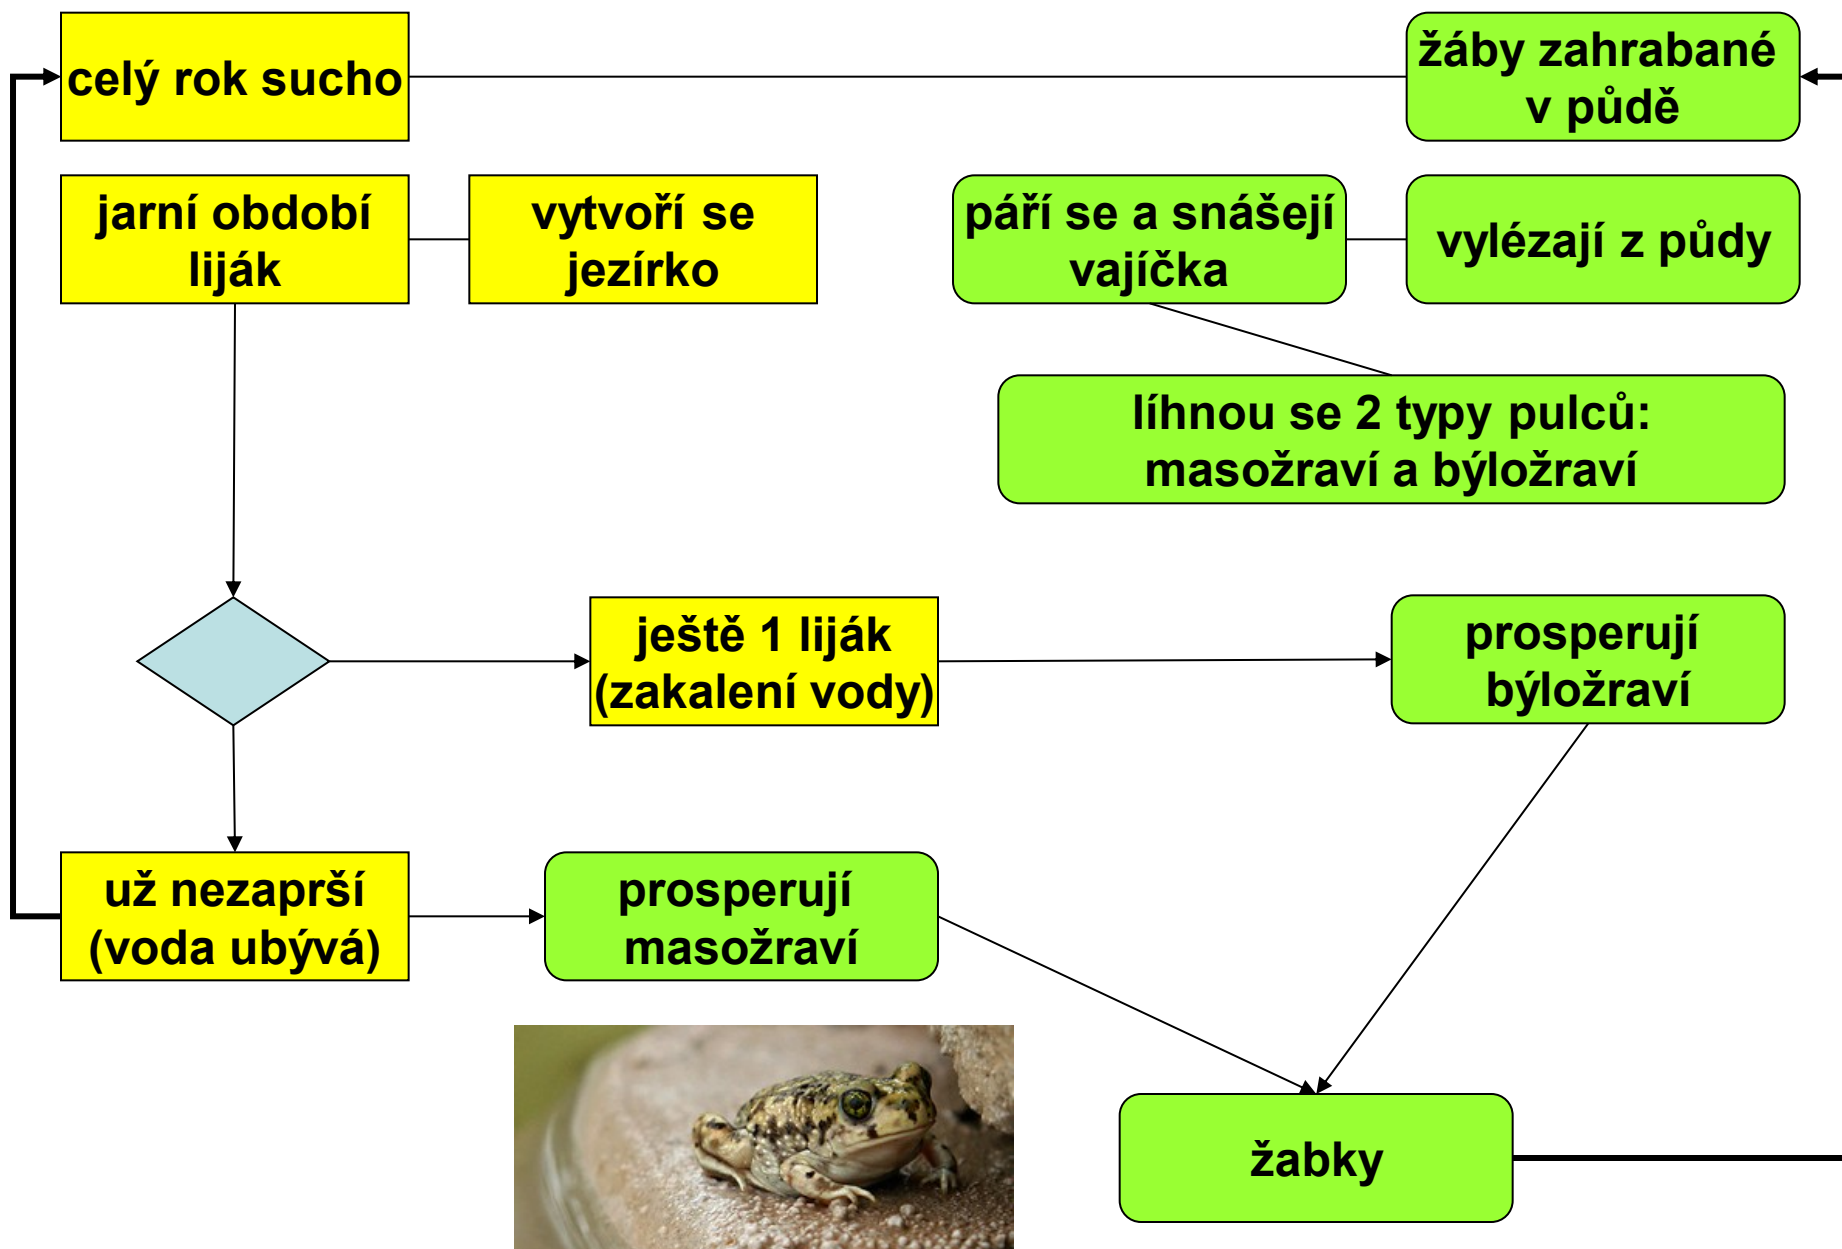 celý rok sucho
žáby zahrabané
v půdě
jarní období
liják
vytvoří se
jezírko
páří se a snášejí
vajíčka
vylézají z půdy
líhnou se 2 typy pulců:
masožraví a býložraví
ještě 1 liják
(zakalení vody)
prosperují
býložraví
už nezaprší
(voda ubývá)
prosperují
masožraví
žabky